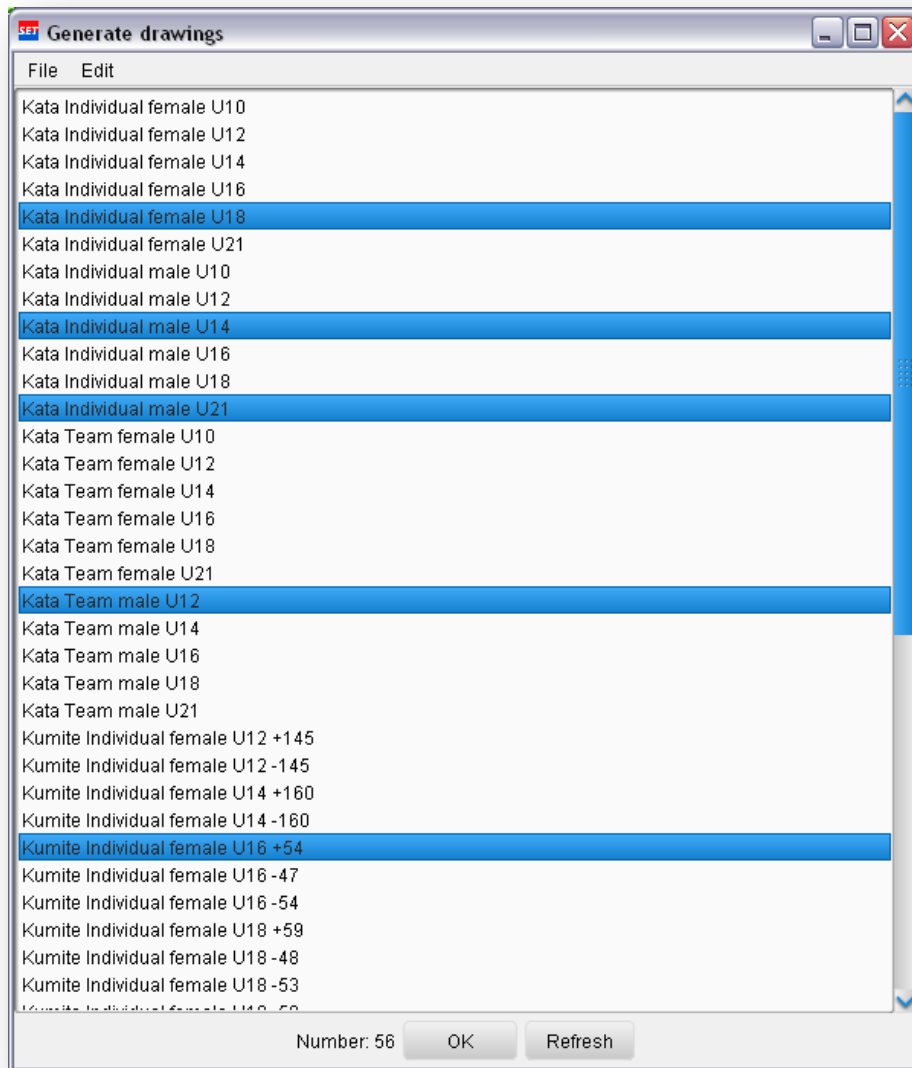 SET Generate drawings
File Edit
Kata Individual female U10
Kata Individual female U12
Kata Individual female U14
Kata Individual female U16
Kata Individual female U18
Kata Individual female U21
Kata Individual male U10
Kata Individual male U12
Kata Individual male U14
Kata Individual male U16
Kata Individual male U18
Kata Individual male U21
Kata Team female U10
Kata Team female U12
Kata Team female U14
Kata Team female U16
Kata Team female U18
Kata Team female U21
Kata Team male U12
Kata Team male U14
Kata Team male U16
Kata Team male U18
Kata Team male U21
Kumite Individual female U12 +145
Kumite Individual female U12 -145
Kumite Individual female U14 +160
Kumite Individual female U14 -160
Kumite Individual female U16 +54
Kumite Individual female U16 -47
Kumite Individual female U16 -54
Kumite Individual female U18 +59
Kumite Individual female U18 -48
Kumite Individual female U18 -53
Number: 56 OK Refresh